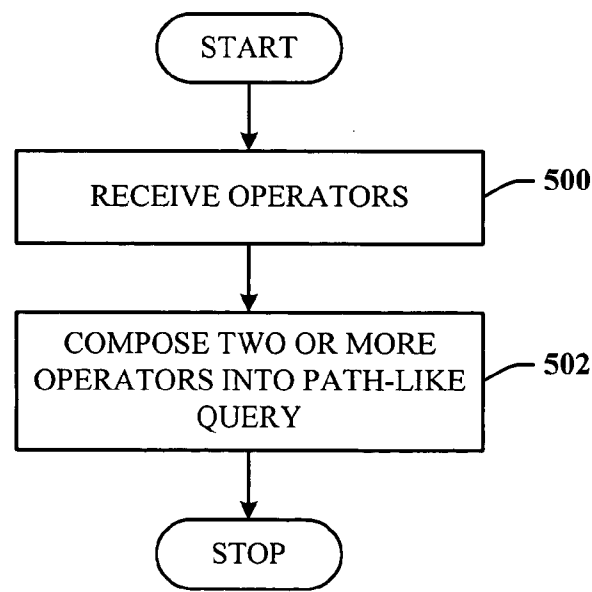 START
RECEIVE OPERATORS
500
COMPOSE TWO OR MORE
OPERATORS INTO PATH-LIKE
QUERY
502
STOP